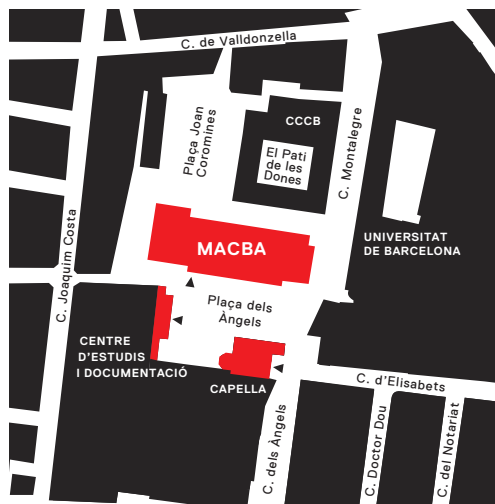 C. de Valldonzella
Plaça Joan
Coromines
CCCB
El Pati
de les
Dones
C. Montalegre
UNIVERSITAT
DE BARCELONA
MACBA
C. Joaquim Costa
Plaça dels
Àngels
CENTRE
D'ESTUDIS
I DOCUMENTACIÓ
CAPELLA
C. d'Elisabets
C. dels Àngels
C. Doctor Dou
C. del Notariat